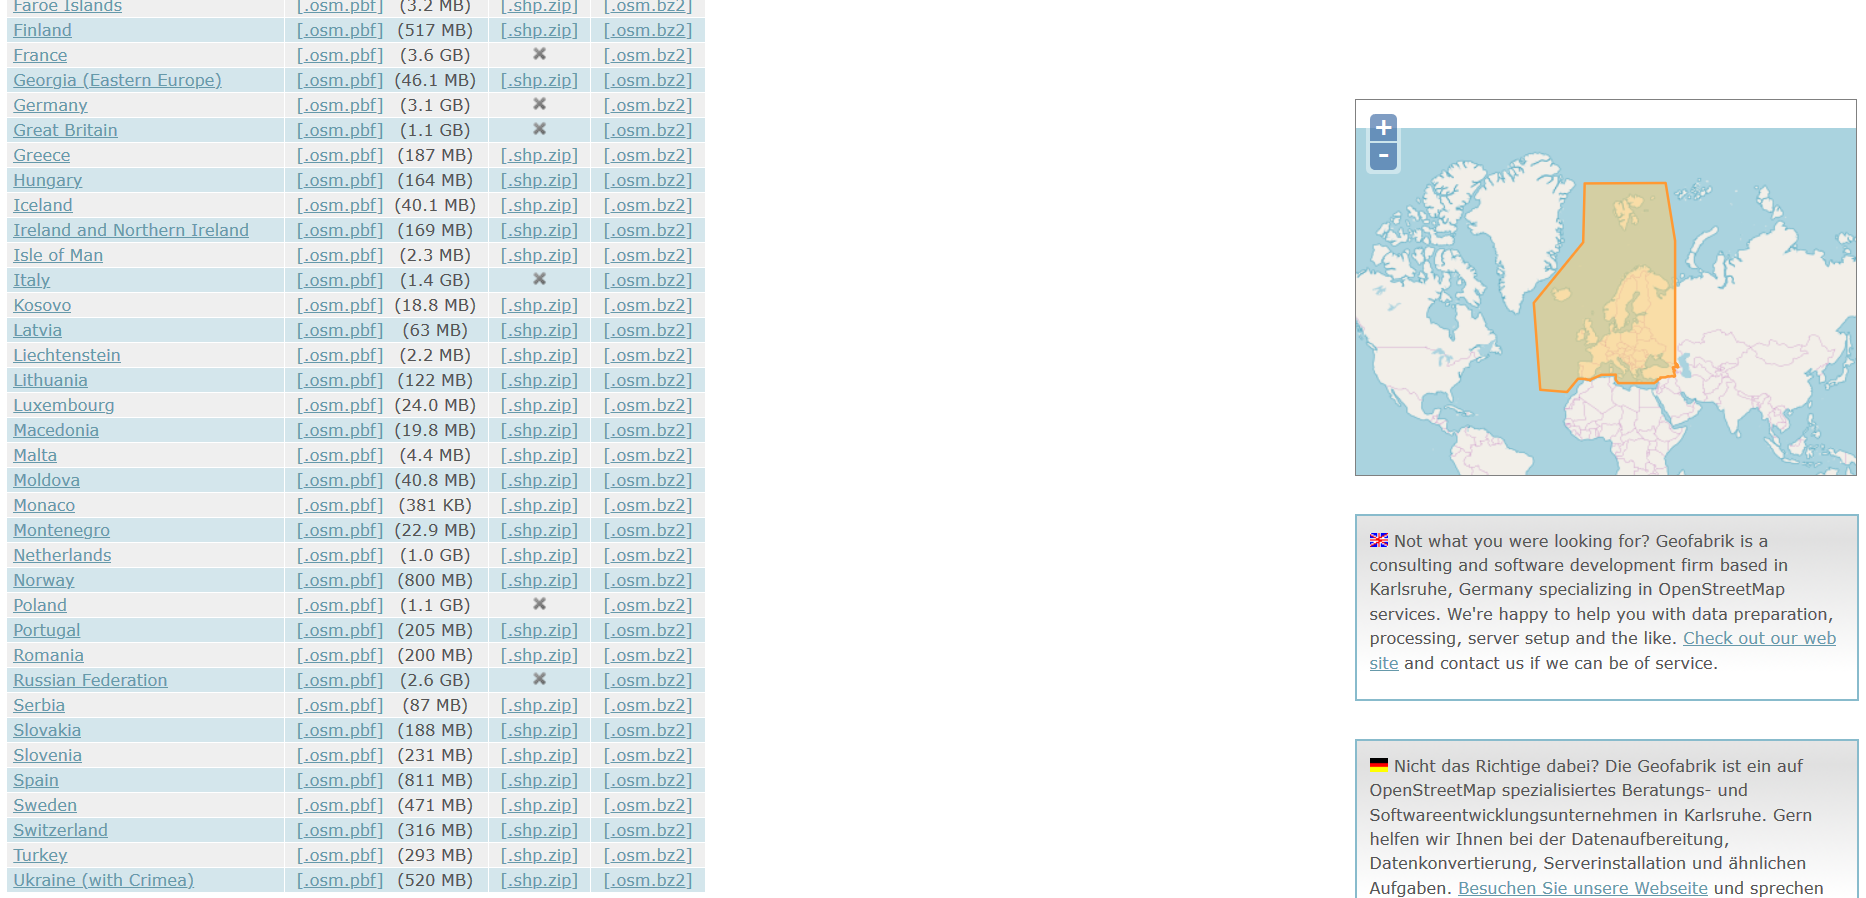 Faroe Islands [.osm.pbf] (3.2 MB) [.shp.zip] [.osm.bz2]
Finland [.osm.pbf] (517 MB) [.shp.zip] [.osm.bz2]
France [.osm.pbf] (3.6 GB) [.osm.bz2]
Georgia (Eastern Europe) [.osm.pbf] (46.1 MB) [.shp.zip] [.osm.bz2]
Germany [.osm.pbf] (3.1 GB) [.osm.bz2]
Great Britain [.osm.pbf] (1.1 GB) [.osm.bz2]
Greece [.osm.pbf] (187 MB) [.shp.zip] [.osm.bz2]
Hungary [.osm.pbf] (164 MB) [.shp.zip] [.osm.bz2]
Iceland [.osm.pbf] (40.1 MB) [.shp.zip] [.osm.bz2]
Ireland and Northern Ireland [.osm.pbf] (169 MB) [.shp.zip] [.osm.bz2]
Isle of Man [.osm.pbf] (2.3 MB) [.shp.zip] [.osm.bz2]
Italy [.osm.pbf] (1.4 GB) [.osm.bz2]
Kosovo [.osm.pbf] (18.8 MB) [.shp.zip] [.osm.bz2]
Latvia [.osm.pbf] (63 MB) [.shp.zip] [.osm.bz2]
Liechtenstein [.osm.pbf] (2.2 MB) [.shp.zip] [.osm.bz2]
Lithuania [.osm.pbf] (122 MB) [.shp.zip] [.osm.bz2]
Luxembourg [.osm.pbf] (24.0 MB) [.shp.zip] [.osm.bz2]
Macedonia [.osm.pbf] (19.8 MB) [.shp.zip] [.osm.bz2]
Malta [.osm.pbf] (4.4 MB) [.shp.zip] [.osm.bz2]
Moldova [.osm.pbf] (40.8 MB) [.shp.zip] [.osm.bz2]
Monaco [.osm.pbf] (381 KB) [.shp.zip] [.osm.bz2]
Montenegro [.osm.pbf] (22.9 MB) [.shp.zip] [.osm.bz2]
Netherlands [.osm.pbf] (1.0 GB) [.shp.zip] [.osm.bz2]
Norway [.osm.pbf] (800 MB) [.shp.zip] [.osm.bz2]
Poland [.osm.pbf] (1.1 GB) [.osm.bz2]
Portugal [.osm.pbf] (205 MB) [.shp.zip] [.osm.bz2]
Romania [.osm.pbf] (200 MB) [.shp.zip] [.osm.bz2]
Russian Federation [.osm.pbf] (2.6 GB) [.osm.bz2]
Serbia [.osm.pbf] (87 MB) [.shp.zip] [.osm.bz2]
Slovakia [.osm.pbf] (188 MB) [.shp.zip] [.osm.bz2]
Slovenia [.osm.pbf] (231 MB) [.shp.zip] [.osm.bz2]
Spain [.osm.pbf] (811 MB) [.shp.zip] [.osm.bz2]
Sweden [.osm.pbf] (471 MB) [.shp.zip] [.osm.bz2]
Switzerland [.osm.pbf] (316 MB) [.shp.zip] [.osm.bz2]
Turkey [.osm.pbf] (293 MB) [.shp.zip] [.osm.bz2]
Ukraine (with Crimea) [.osm.pbf] (520 MB) [.shp.zip] [.osm.bz2]
+
-
Not what you were looking for? Geofabrik is a
consulting and software development firm based in
Karlsruhe, Germany specializing in OpenStreetMap
services. We're happy to help you with data preparation,
processing, server setup and the like. Check out our web
site and contact us if we can be of service.
Nicht das Richtige dabei? Die Geofabrik ist ein auf
OpenStreetMap spezialisiertes Beratungs- und
Softwareentwicklungsunternehmen in Karlsruhe. Gern
helfen wir Ihnen bei der Datenaufbereitung,
Datenkonvertierung, Serverinstallation und ähnlichen
Aufgaben. Besuchen Sie unsere Webseite und sprechen